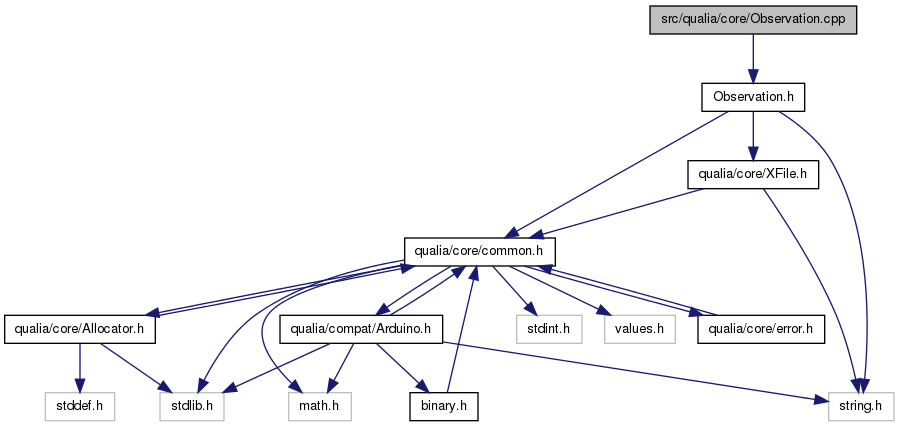 src/qualia/core/Observation.cpp
Observation.h
qualia/core/XFile.h
qualia/core/common.h
qualia/core/Allocator.h
qualia/compat/Arduino.h
stdint.h
values.h
qualia/core/error.h
stddef.h
stdlib.h
math.h
binary.h
string.h